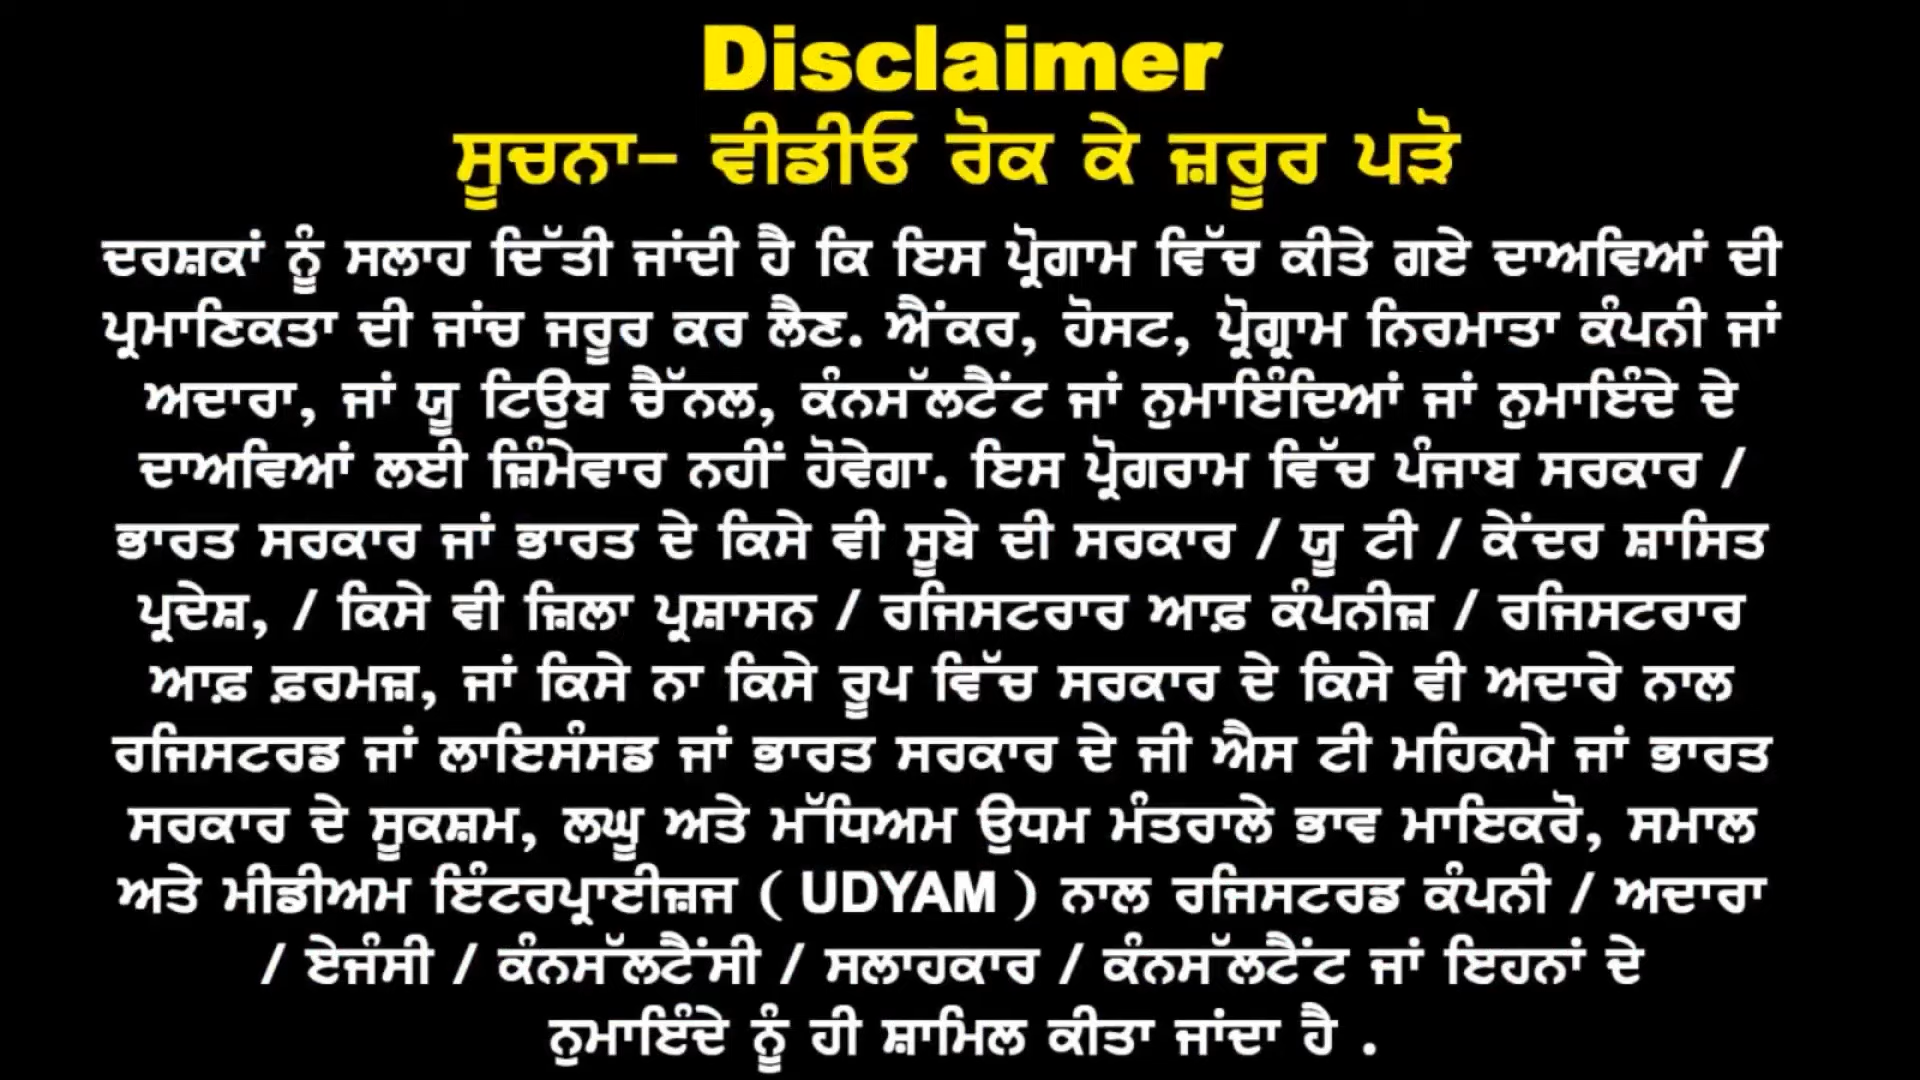 Disclaimer
ਸੂਚਨਾ- ਵੀਡੀਓ ਰੋਕ ਕੇ ਜ਼ਰੂਰ ਪੜੋ
ਦਰਸ਼ਕਾਂ ਨੂੰ ਸਲਾਹ ਦਿੱਤੀ ਜਾਂਦੀ ਹੈ ਕਿ ਇਸ ਪ੍ਰੋਗਾਮ ਵਿੱਚ ਕੀਤੇ ਗਏ ਦਾਅਵਿਆਂ ਦੀ
ਪ੍ਰਮਾਣਿਕਤਾ ਦੀ ਜਾਂਚ ਜਰੂਰ ਕਰ ਲੈਣ. ਐਂਕਰ, ਹੋਸਟ, ਪ੍ਰੋਗ੍ਰਾਮ ਨਿਰਮਾਤਾ ਕੰਪਨੀ ਜਾਂ
ਅਦਾਰਾ, ਜਾਂ ਯੂ ਟਿਉਬ ਚੈੱਨਲ, ਕੰਨਸੱਲਟੈਂਟ ਜਾਂ ਨੁਮਾਇੰਦਿਆਂ ਜਾਂ ਨੁਮਾਇੰਦੇ ਦੇ
ਦਾਅਵਿਆਂ ਲਈ ਜ਼ਿੰਮੇਵਾਰ ਨਹੀਂ ਹੋਵੇਗਾ. ਇਸ ਪ੍ਰੋਗਰਾਮ ਵਿੱਚ ਪੰਜਾਬ ਸਰਕਾਰ /
ਭਾਰਤ ਸਰਕਾਰ ਜਾਂ ਭਾਰਤ ਦੇ ਕਿਸੇ ਵੀ ਸੂਬੇ ਦੀ ਸਰਕਾਰ / ਯੂ ਟੀ / ਕੇਂਦਰ ਸ਼ਾਸਿਤ
ਪ੍ਰਦੇਸ਼, / ਕਿਸੇ ਵੀ ਜ਼ਿਲਾ ਪ੍ਰਸ਼ਾਸਨ / ਰਜਿਸਟਰਾਰ ਆਫ਼ ਕੰਪਨੀਜ਼ / ਰਜਿਸਟਰਾਰ
ਆਫ਼ ਫ਼ਰਮਜ਼, ਜਾਂ ਕਿਸੇ ਨਾ ਕਿਸੇ ਰੂਪ ਵਿੱਚ ਸਰਕਾਰ ਦੇ ਕਿਸੇ ਵੀ ਅਦਾਰੇ ਨਾਲ
ਰਜਿਸਟਰਡ ਜਾਂ ਲਾਇਸੰਸਡ ਜਾਂ ਭਾਰਤ ਸਰਕਾਰ ਦੇ ਜੀ ਐਸ ਟੀ ਮਹਿਕਮੇ ਜਾਂ ਭਾਰਤ
ਸਰਕਾਰ ਦੇ ਸੂਕਸ਼ਮ, ਲਘੂ ਅਤੇ ਮੱਧਿਅਮ ਉਧਮ ਮੰਤਰਾਲੇ ਭਾਵ ਮਾਇਕਰੋ, ਸਮਾਲ
ਅਤੇ ਮੀਡੀਅਮ ਇੰਟਰਪ੍ਰਾਈਜ਼ਜ ( UDYAM ) ਨਾਲ ਰਜਿਸਟਰਡ ਕੰਪਨੀ / ਅਦਾਰਾ
/ ਏਜੰਸੀ / ਕੰਨਸੱਲਟੈਂਸੀ / ਸਲਾਹਕਾਰ / ਕੰਨਸੱਲਟੈਂਟ ਜਾਂ ਇਹਨਾਂ ਦੇ
ਨੁਮਾਇੰਦੇ ਨੂੰ ਹੀ ਸ਼ਾਮਿਲ ਕੀਤਾ ਜਾਂਦਾ ਹੈ .